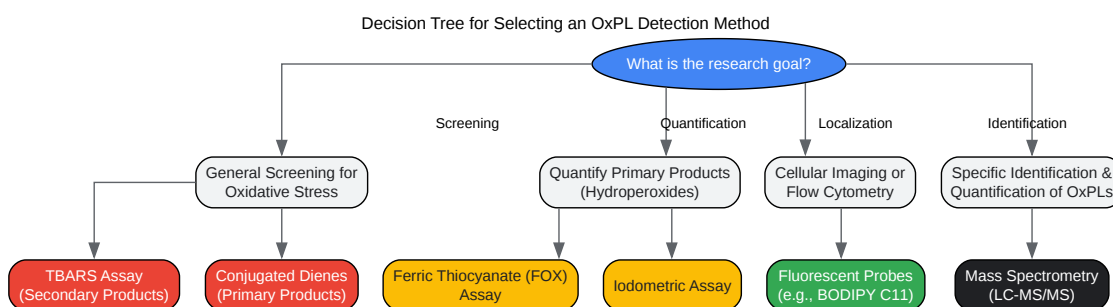 Decision Tree for Selecting an OxPL Detection Method
What is the research goal?
Screening
Quantification
Localization
Identification
General Screening for
Oxidative Stress
Quantify Primary Products
(Hydroperoxides)
Cellular Imaging or
Flow Cytometry
Specific Identification &
Quantification of OxPLs
TBARS Assay
(Secondary Products)
Conjugated Dienes
(Primary Products)
Ferric Thiocyanate (FOX)
Assay
Iodometric Assay
Fluorescent Probes
(e.g., BODIPY C11)
Mass Spectrometry
(LC-MS/MS)